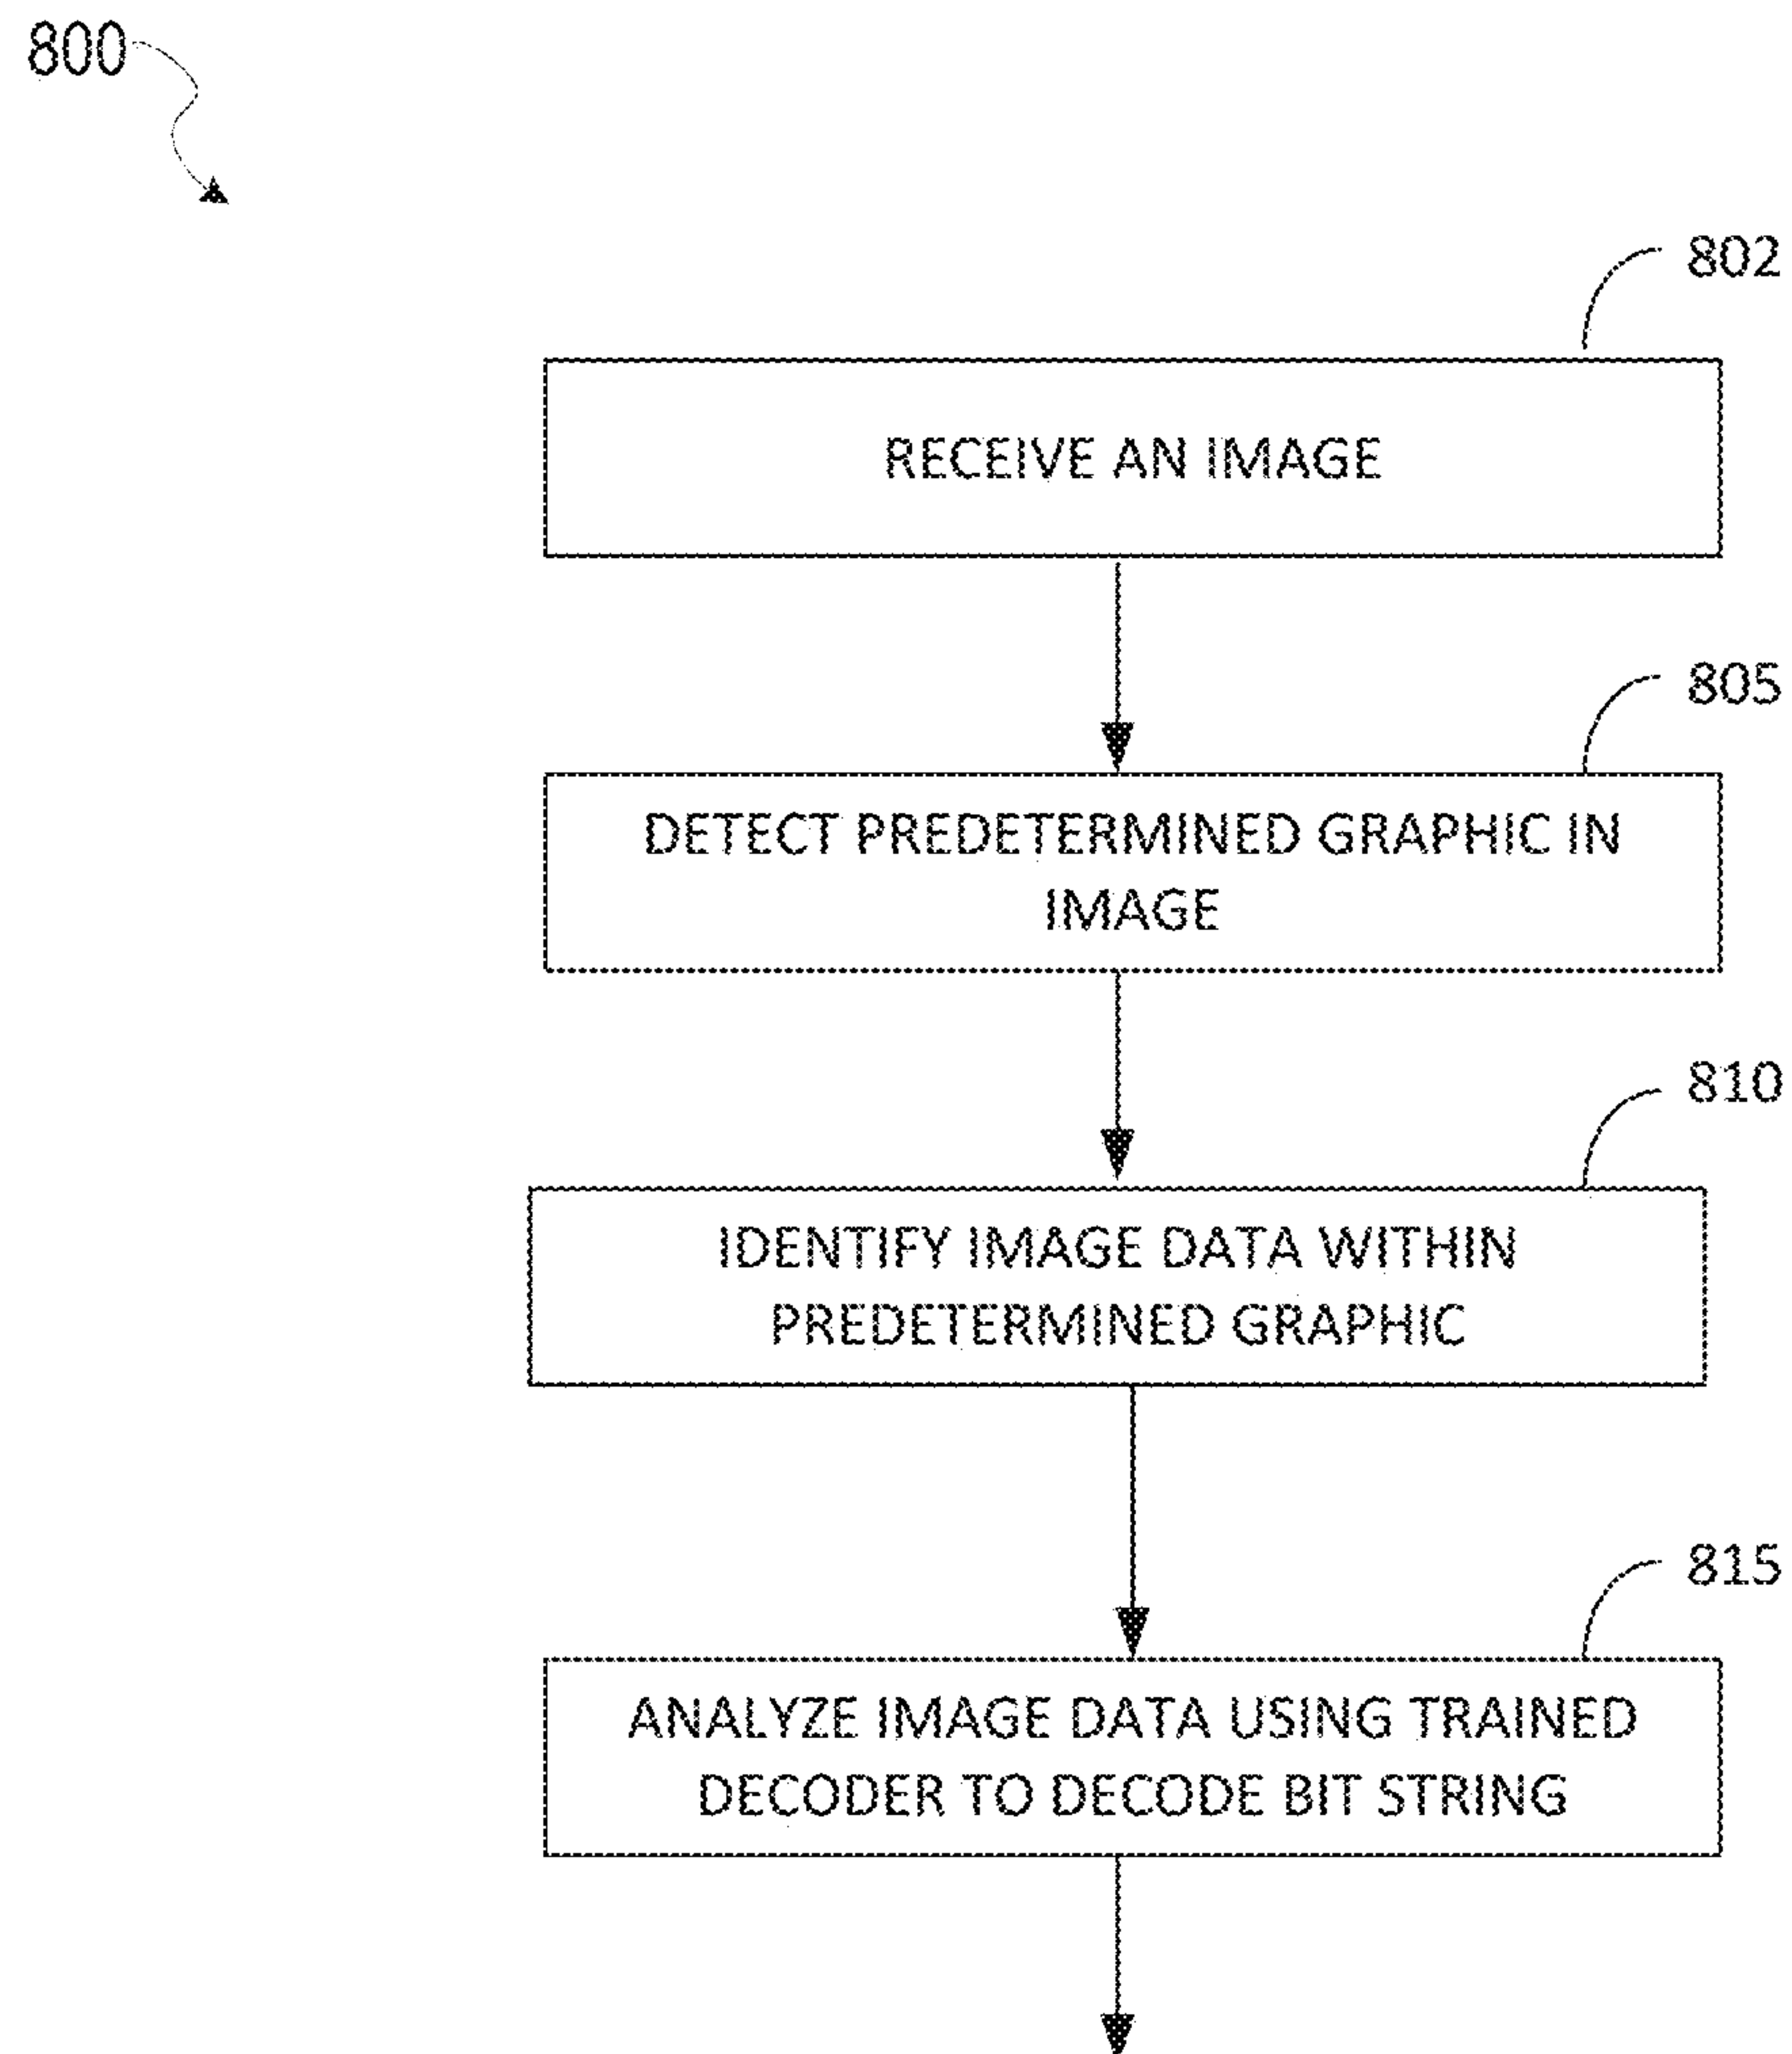 800
802
RECEIVE AN IMAGE
805
DETECT PREDETERMINED GRAPHIC IN
IMAGE
810
IDENTIFY IMAGE DATA WITHIN
PREDETERMINED GRAPHIC
815
ANALYZE IMAGE DATA USING TRAINED
DECODER TO DECODE BIT STRING